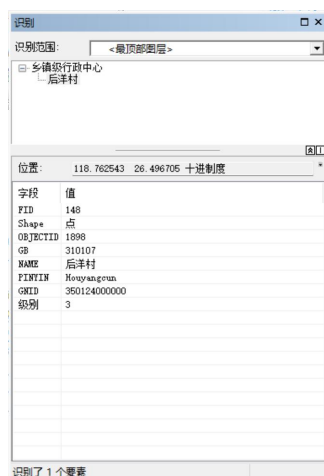 识别
识别范围: <最顶部图层>
乡镇级行政中心
后洋村
位置: 118.762543 26.496705 十进制度
字段 值
FID 148
Shape 点
OBJECTID 1898
GB 310107
NAME 后洋村
PINYIN Houyangcun
GNID 350124000000
级别 3
识别了 1 个要素